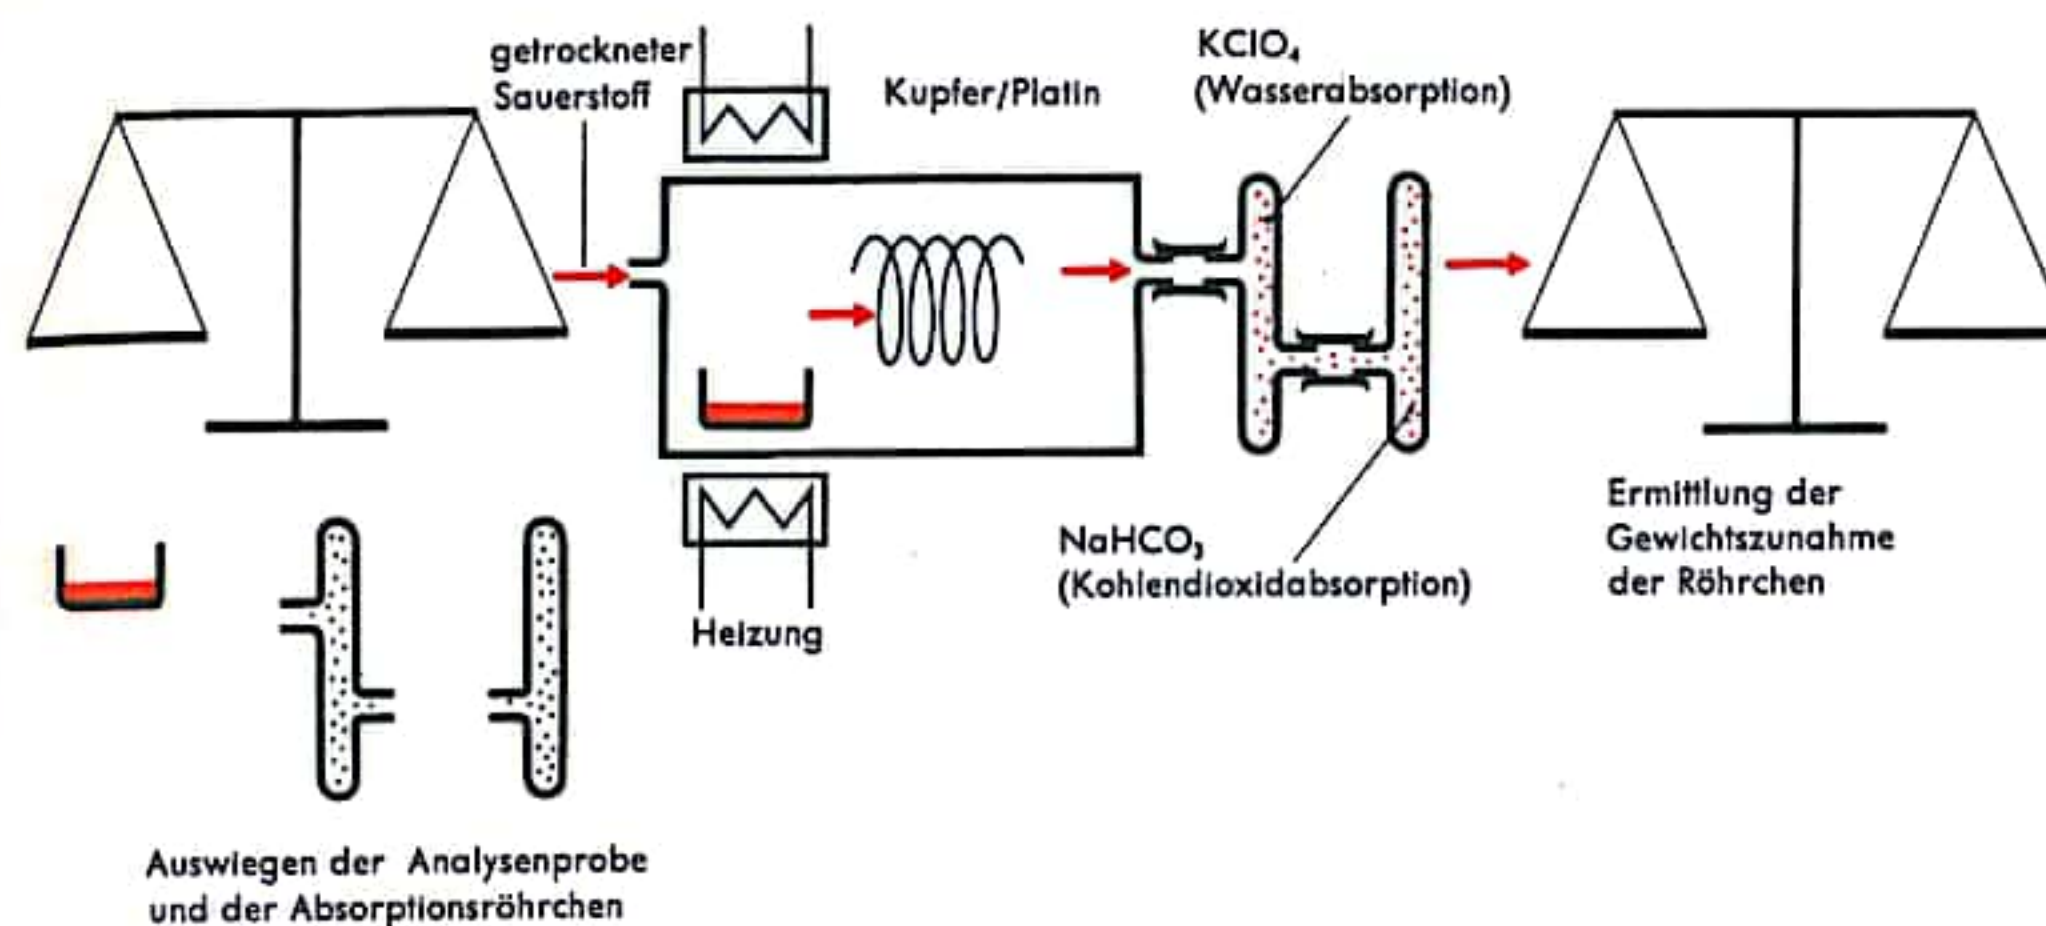 getrockneter
Sauerstoff
Kupfer/Platin
KClO₄
(Wasserabsorption)
NaHCO₃
(Kohlendioxidabsorption)
Heizung
Ermittlung der
Gewichtszunahme
der Röhrchen
Auswiegen der Analysenprobe
und der Absorptionsröhrchen